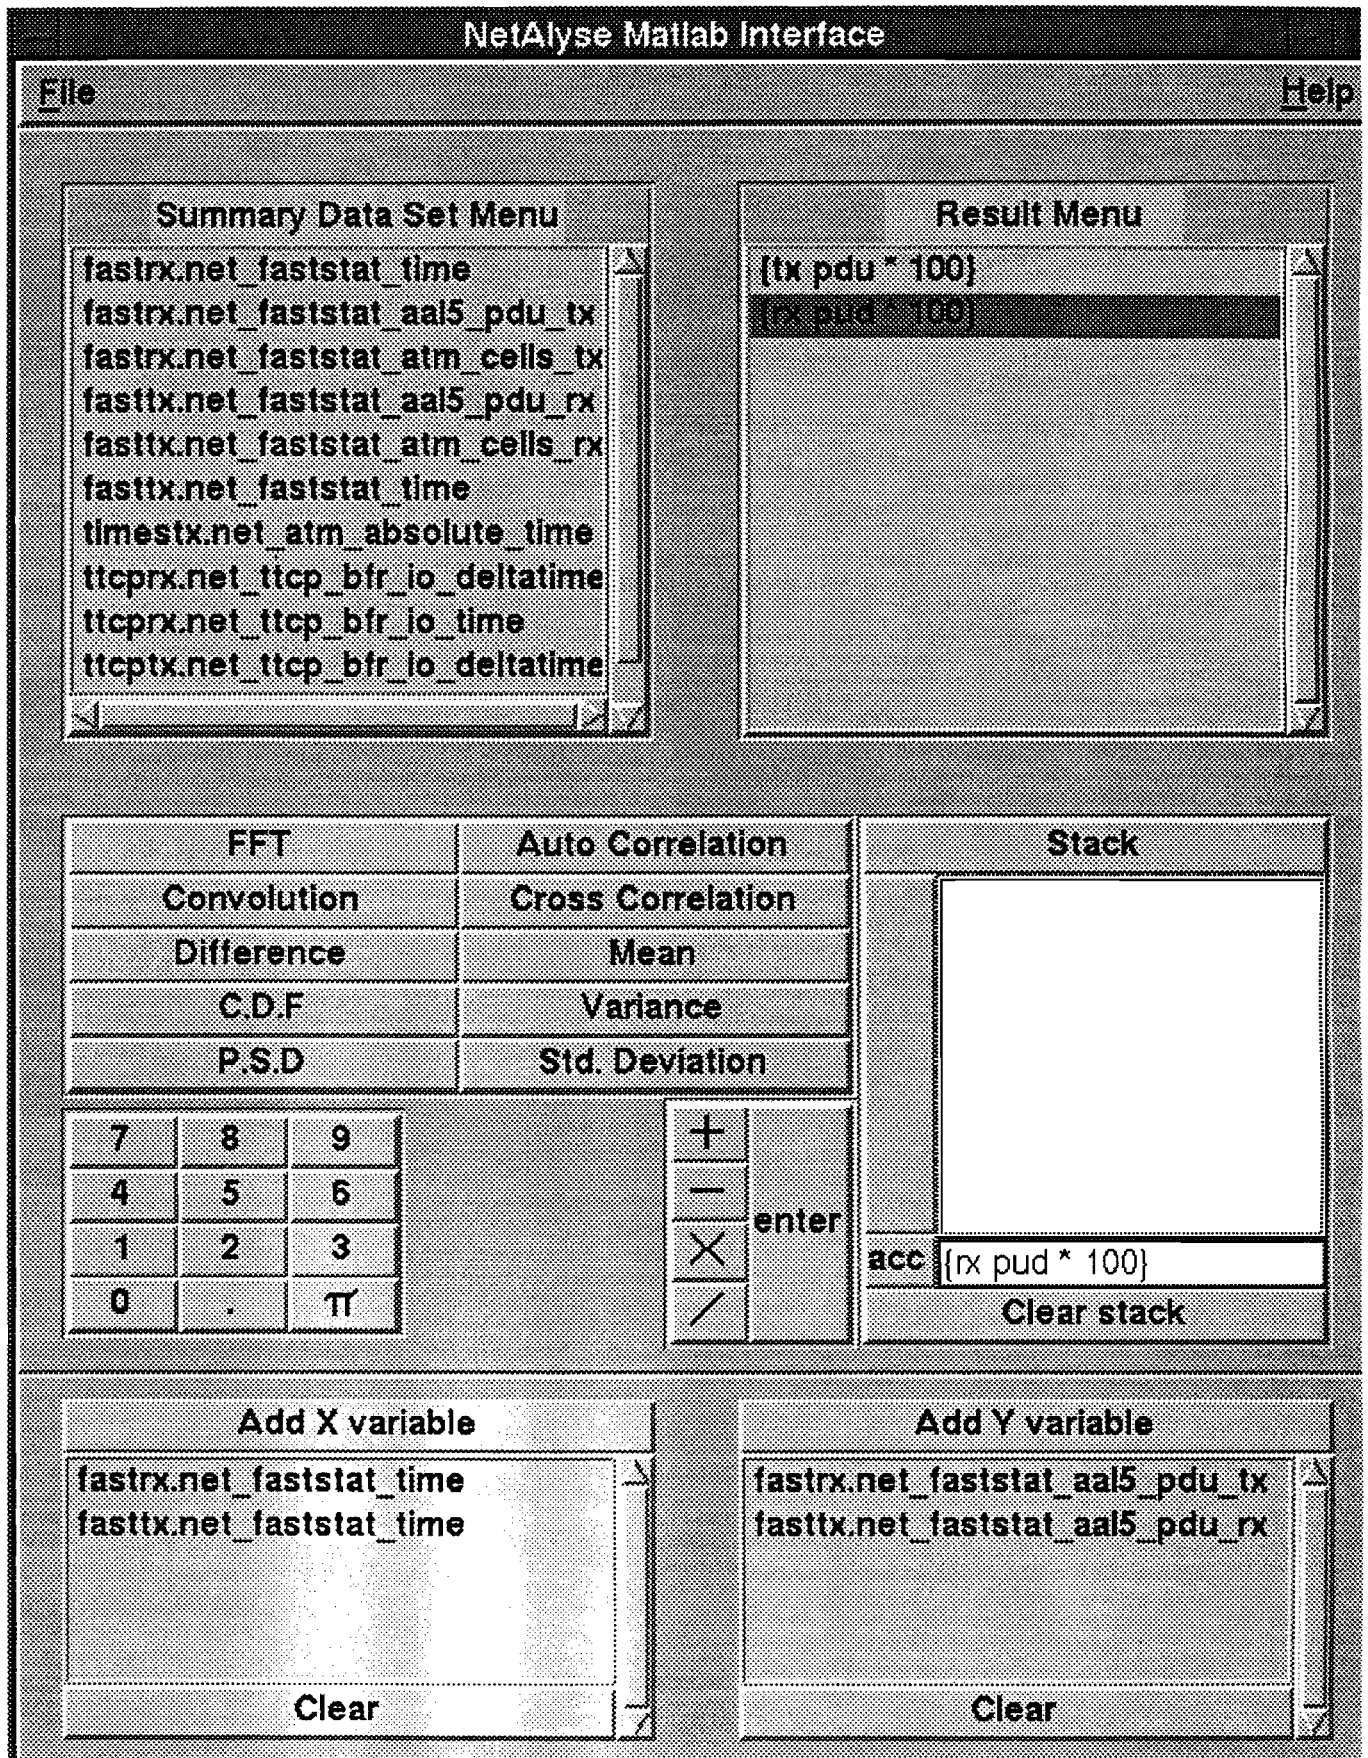 NetAlyse Matlab Interface
File Help
Summary Data Set Menu
fastrx.net_faststat_time
fastrx.net_faststat_aal5_pdu_tx
fastrx.net_faststat_atm_cells_tx
fasttx.net_faststat_aal5_pdu_rx
fasttx.net_faststat_atm_cells_rx
fasttx.net_faststat_time
timestx.net_atm_absolute_time
ttcprx.net_ttcp_bfr_io_deltatime
ttcprx.net_ttcp_bfr_io_time
ttcptx.net_ttcp_bfr_io_deltatime
Result Menu
{tx pdu * 100}
{rx pud * 100}
FFT Auto Correlation
Convolution Cross Correlation
Difference Mean
C.D.F Variance
P.S.D Std. Deviation
7 8 9
4 5 6
1 2 3
0 . π
+
−
×
/
enter
Stack
acc {rx pud * 100}
Clear stack
Add X variable
fastrx.net_faststat_time
fasttx.net_faststat_time
Clear
Add Y variable
fastrx.net_faststat_aal5_pdu_tx
fasttx.net_faststat_aal5_pdu_rx
Clear